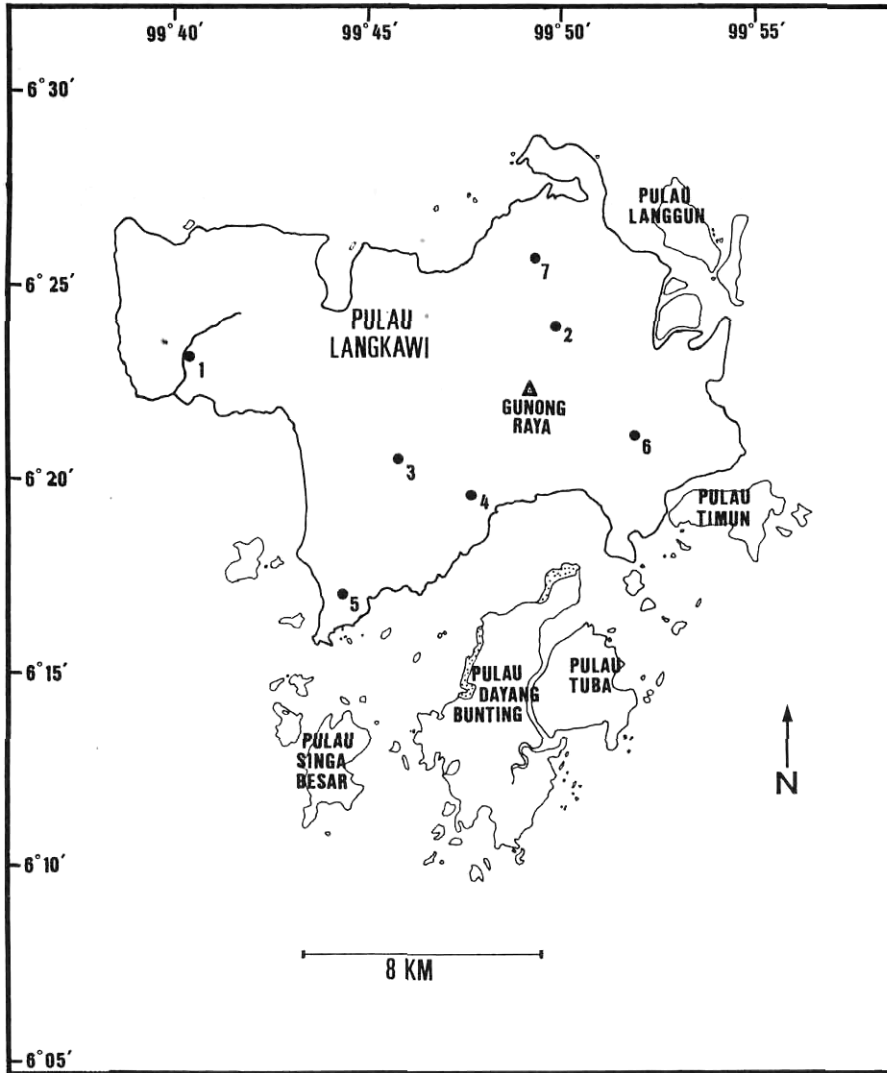 99°40′ 99°45′ 99°50′ 99°55′
6°30′
PULAU
LANGGUN
7
6°25′
PULAU
LANGKAWI
2
1
GUNONG
RAYA
6
3
6°20′
4
PULAU
TIMUN
5
6°15′
PULAU
DAYANG
BUNTING
PULAU
TUBA
PULAU
SINGA
BESAR
N
6°10′
8 KM
6°05′